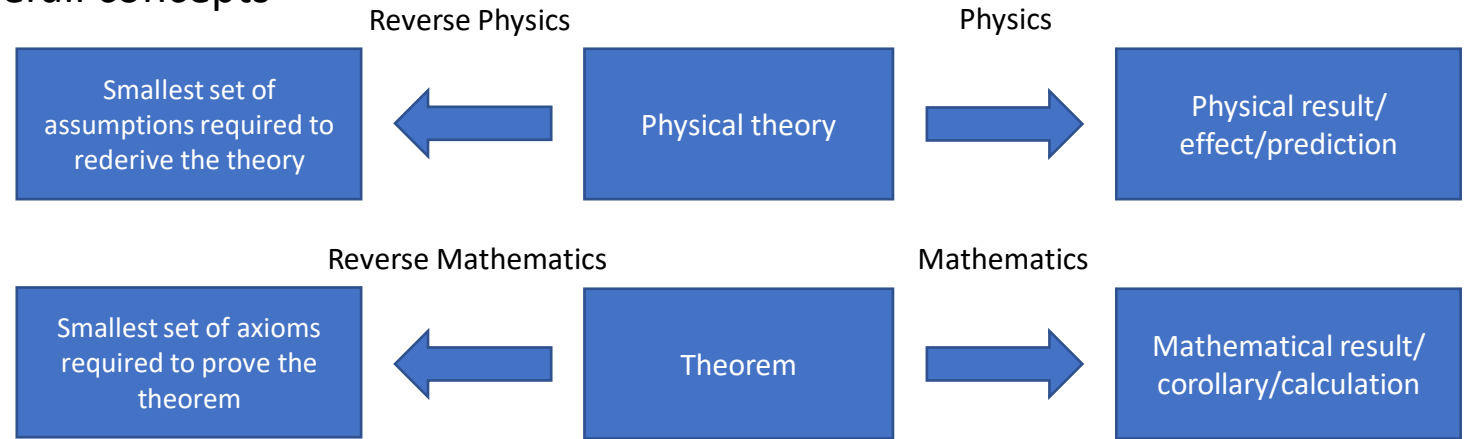 concepts
Reverse Physics
Physics
Smallest set of
assumptions required to
rederive the theory
Physical theory
Physical result/
effect/prediction
Reverse Mathematics
Mathematics
Smallest set of axioms
required to prove the
theorem
Theorem
Mathematical result/
corollary/calculation